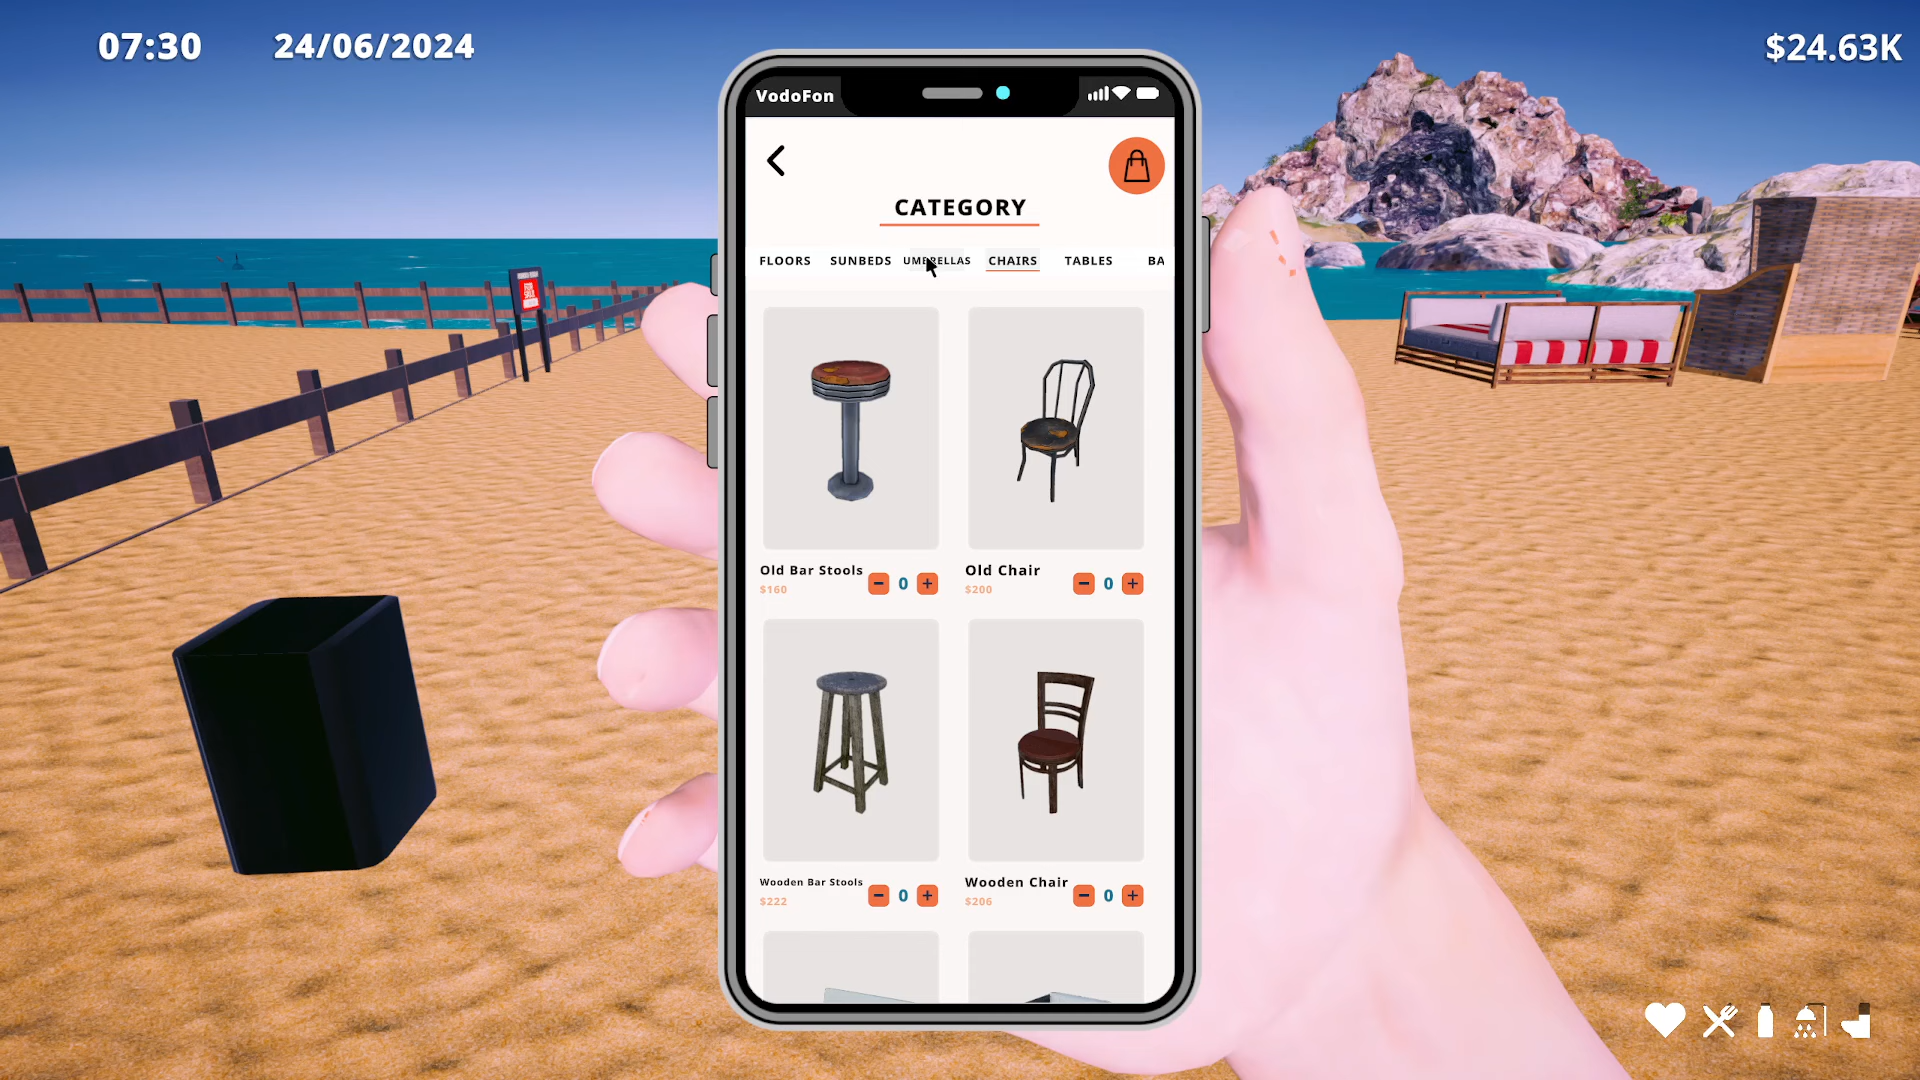 07:30 24/06/2024 $24.63K
VodoFon
CATEGORY
FLOORS SUNBEDS UMBRELLAS CHAIRS TABLES BA
Old Bar Stools
$160
0
Old Chair
$200
0
Wooden Bar Stools
$222
0
Wooden Chair
$206
0